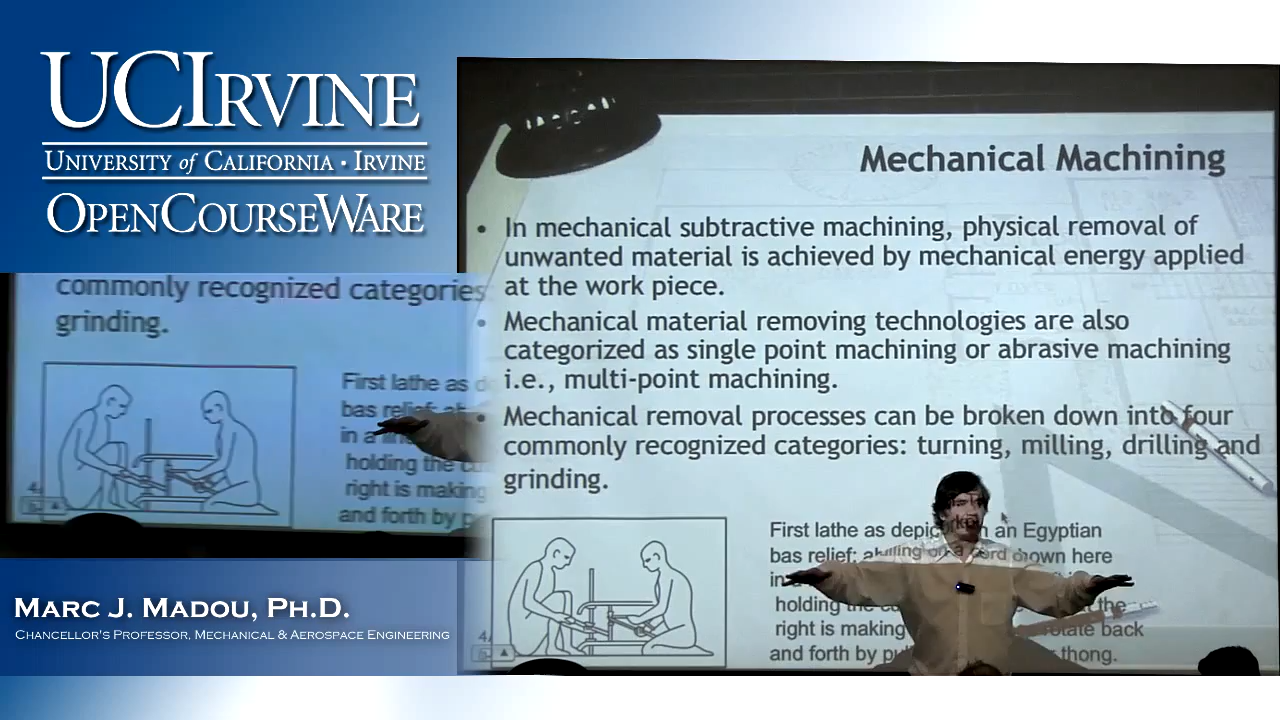 UCIRVINE
UNIVERSITY of CALIFORNIA · IRVINE
OPENCOURSEWARE
commonly recognized categories
grinding.
First lathe as
bas relief:
in a
holding the
right is making
and forth by
MARC J. MADOU, PH.D.
CHANCELLOR'S PROFESSOR, MECHANICAL & AEROSPACE ENGINEERING
Mechanical Machining
• In mechanical subtractive machining, physical removal of
unwanted material is achieved by mechanical energy applied
at the work piece.
• Mechanical material removing technologies are also
categorized as single point machining or abrasive machining
i.e., multi-point machining.
• Mechanical removal processes can be broken down into four
commonly recognized categories: turning, milling, drilling and
grinding.
First lathe as an Egyptian
bas relief: on a cord down here
holding the the
right is making rotate back
and forth by thong.